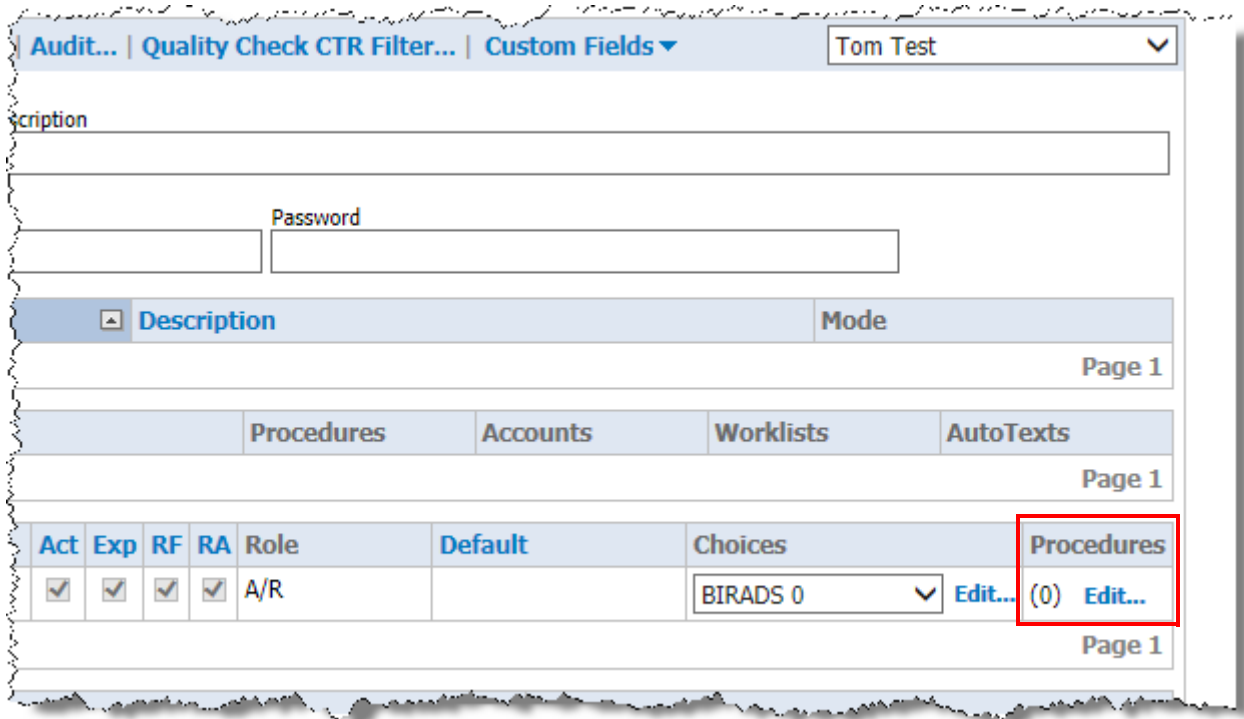 | Audit... | Quality Check CTR Filter... | Custom Fields Tom Test
cription
Password
Description Mode
Page 1
Procedures Accounts Worklists AutoTexts
Page 1
Act Exp RF RA Role Default Choices Procedures
A/R BIRADS 0 Edit... (0) Edit...
Page 1